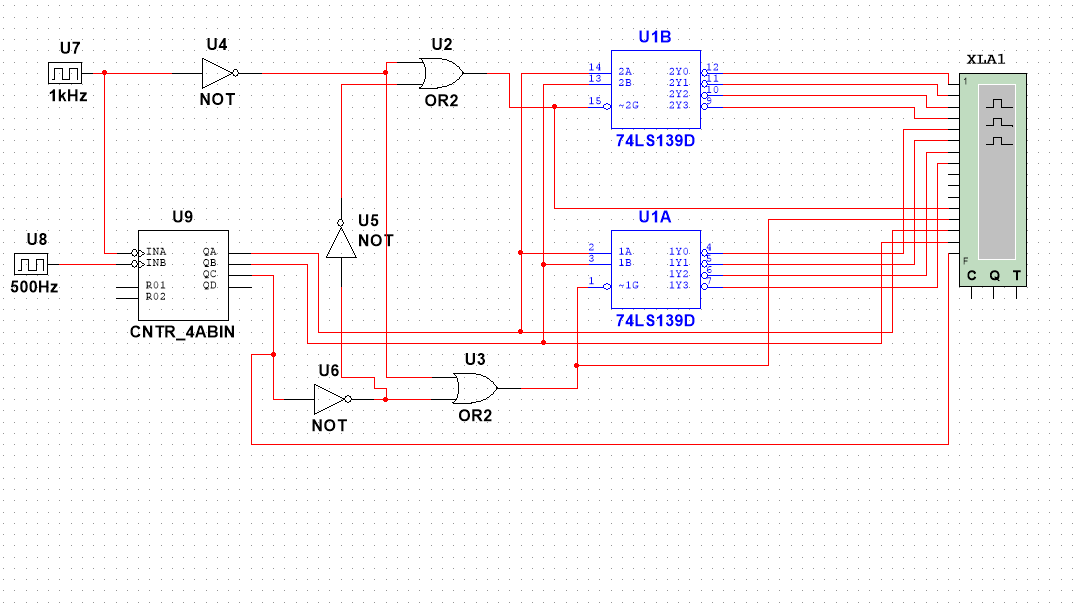 U7
1kHz
U4
NOT
U2
OR2
U1B
14 2A 2Y0 12
13 2B 2Y1 11
2Y2 10
15 ~2G 2Y3 9
74LS139D
XLA1
1
F
C Q T
U8
500Hz
U9
INA QA
INB QB
QC
R01 QD
R02
CNTR_4ABIN
U5
NOT
U1A
2 1A 1Y0 4
3 1B 1Y1 5
1Y2 6
1 ~1G 1Y3 7
74LS139D
U6
NOT
U3
OR2